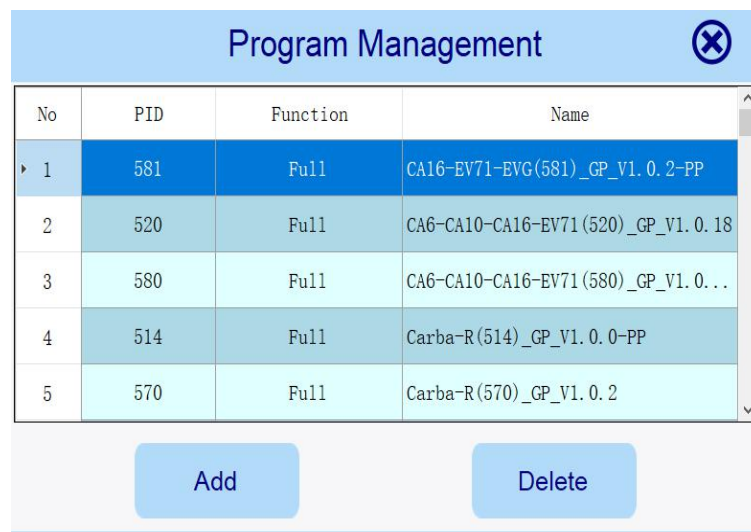 Program Management
No PID Function Name
1 581 Full CA16-EV71-EVG(581)_GP_V1.0.2-PP
2 520 Full CA6-CA10-CA16-EV71(520)_GP_V1.0.18
3 580 Full CA6-CA10-CA16-EV71(580)_GP_V1.0...
4 514 Full Carba-R(514)_GP_V1.0.0-PP
5 570 Full Carba-R(570)_GP_V1.0.2
Add Delete